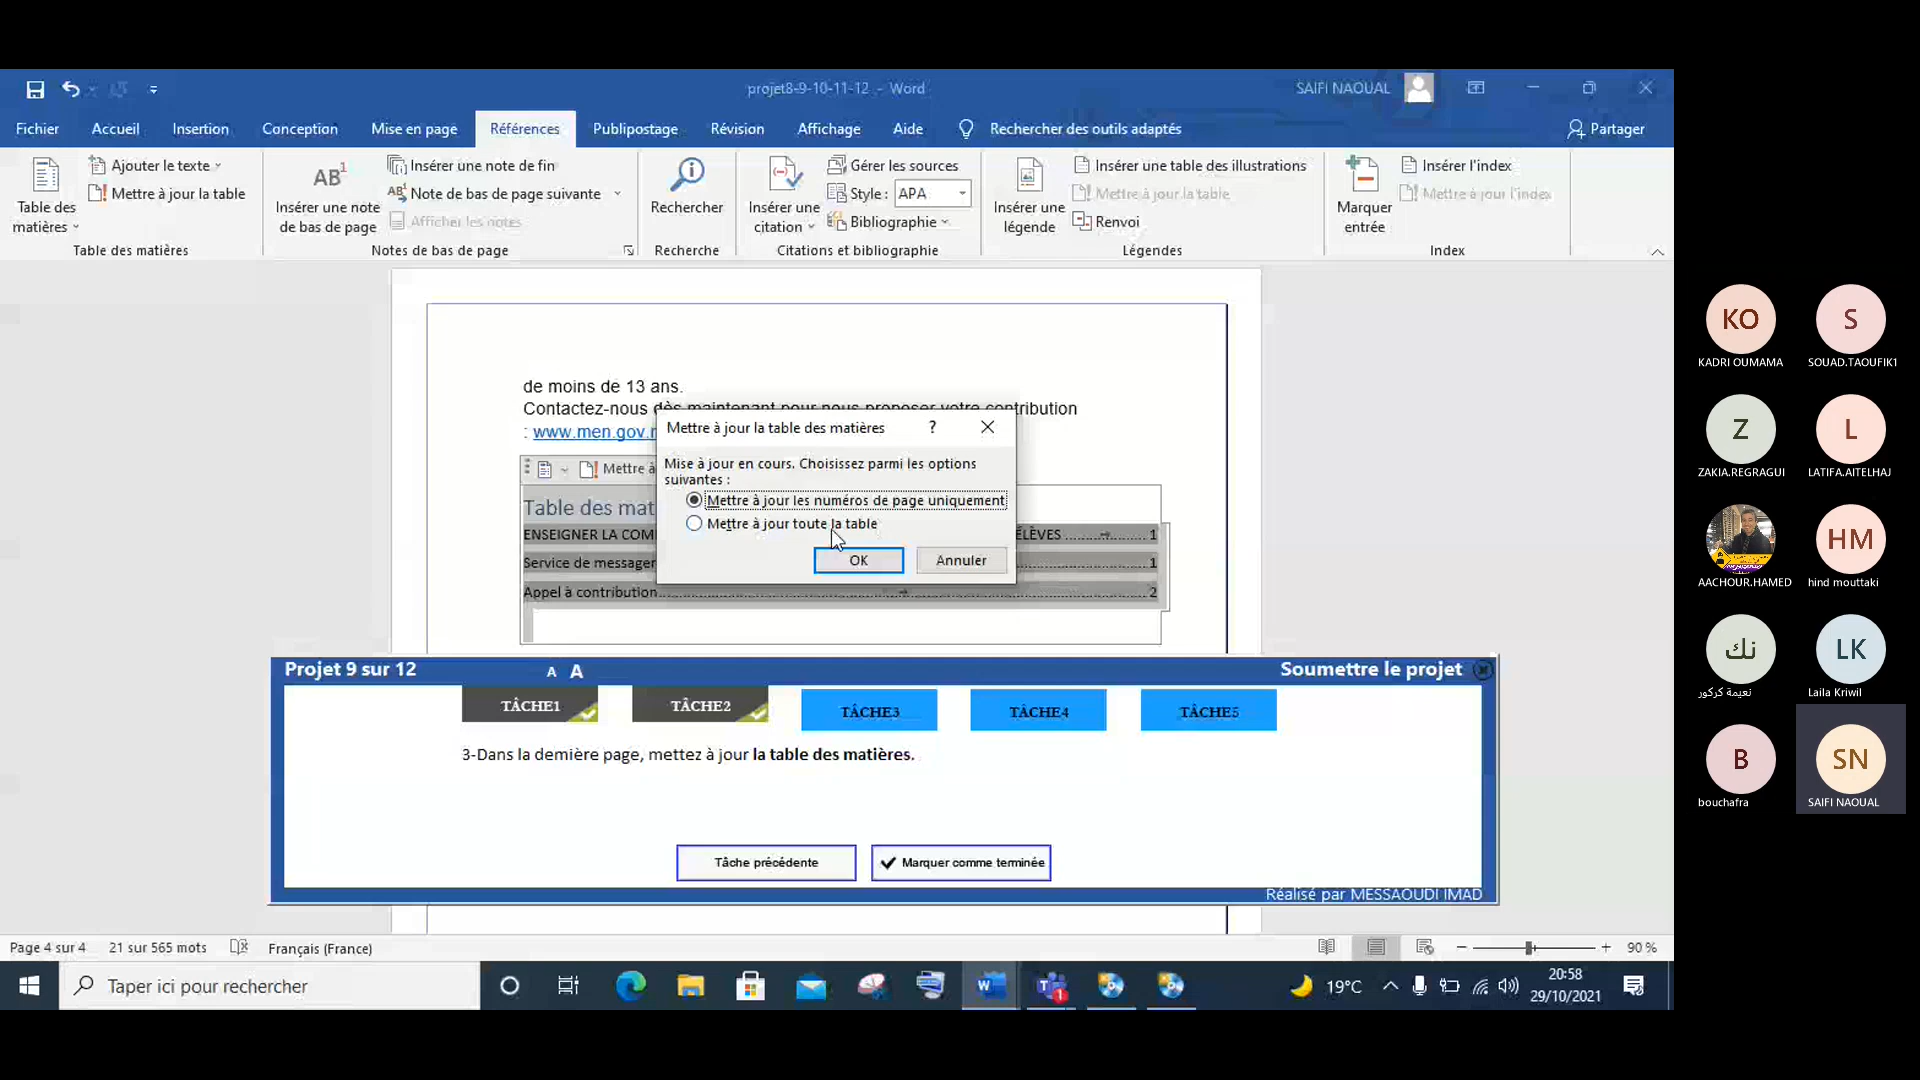 projet8-9-10-11-12 - Word
SAIFI NAOUAL
Fichier
Accueil
Insertion
Conception
Mise en page
Références
Publipostage
Révision
Affichage
Aide
Rechercher des outils adaptés
Partager
Table des matières
Ajouter le texte
Mettre à jour la table
Table des matières
Insérer une note de bas de page
Insérer une note de fin
Note de bas de page suivante
Afficher les notes
Notes de bas de page
Rechercher
Recherche
Insérer une citation
Gérer les sources
Style : APA
Bibliographie
Citations et bibliographie
Insérer une légende
Insérer une table des illustrations
Mettre à jour la table
Renvoi
Légendes
Marquer entrée
Insérer l'index
Mettre à jour l'index
Index
de moins de 13 ans.
Contactez-nous dès maintenant pour nous proposer votre contribution
: www.men.gov.
Mettre à
Table des mat
ENSEIGNER LA COM ÉLÈVES 1
Service de messager 1
Appel à contribution 2
Mettre à jour la table des matières ?
Mise à jour en cours. Choisissez parmi les options
suivantes :
Mettre à jour les numéros de page uniquement
Mettre à jour toute la table
OK
Annuler
Projet 9 sur 12
A A
Soumettre le projet
TÂCHE1
TÂCHE2
TÂCHE3
TÂCHE4
TÂCHE5
3-Dans la dernière page, mettez à jour la table des matières.
Tâche précédente
Marquer comme terminée
Réalisé par MESSAOUDI IMAD
Page 4 sur 4
21 sur 565 mots
Français (France)
90 %
Taper ici pour rechercher
19°C
20:58
29/10/2021
KO
KADRI OUMAMA
S
SOUAD.TAOUFIK1
Z
ZAKIA.REGRAGUI
L
LATIFA.AITELHAJ
AACHOUR.HAMED
HM
hind mouttaki
نك
نعيمة كركور
LK
Laila Kriwil
B
bouchafra
SN
SAIFI NAOUAL